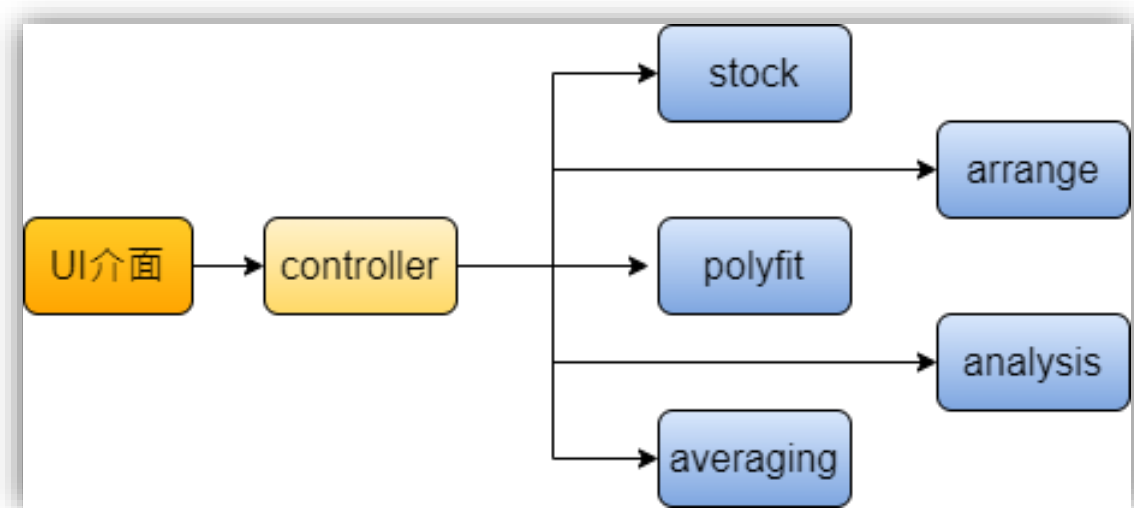 stock
arrange
UI介面
controller
polyfit
analysis
averaging